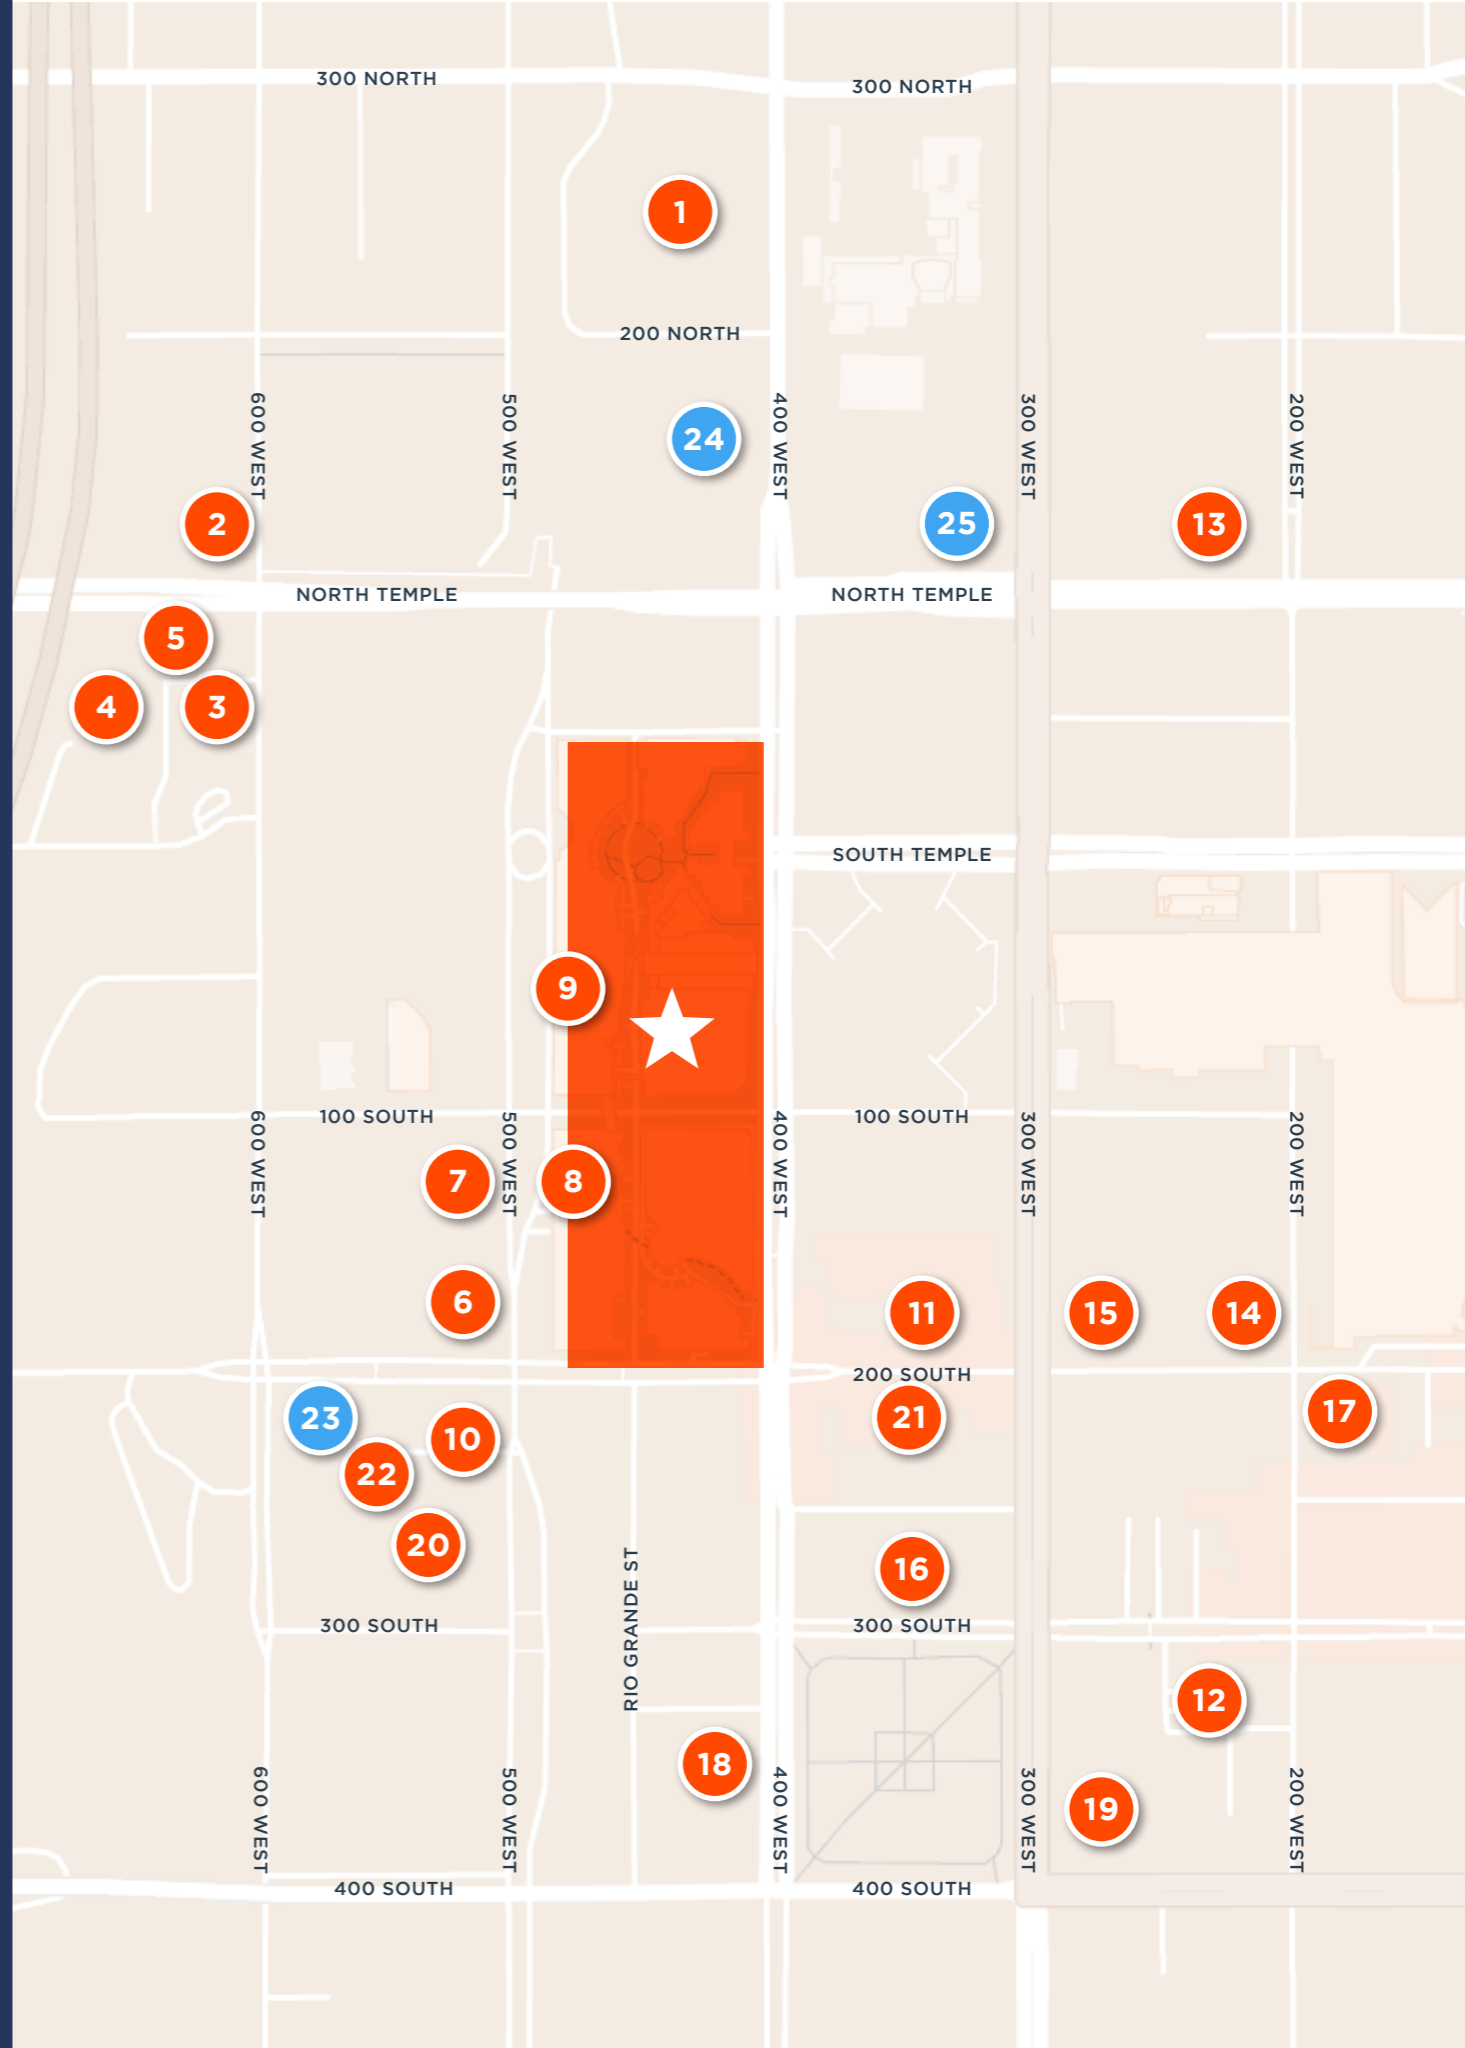 300 NORTH
300 NORTH
1
200 NORTH
600 WEST
500 WEST
400 WEST
300 WEST
200 WEST
24
2
25
13
NORTH TEMPLE
NORTH TEMPLE
5
4
3
SOUTH TEMPLE
9
100 SOUTH
100 SOUTH
600 WEST
500 WEST
400 WEST
300 WEST
200 WEST
7
8
6
11
15
14
200 SOUTH
23
10
21
17
22
20
16
RIO GRANDE ST
300 SOUTH
300 SOUTH
12
18
19
600 WEST
500 WEST
400 WEST
300 WEST
200 WEST
400 SOUTH
400 SOUTH